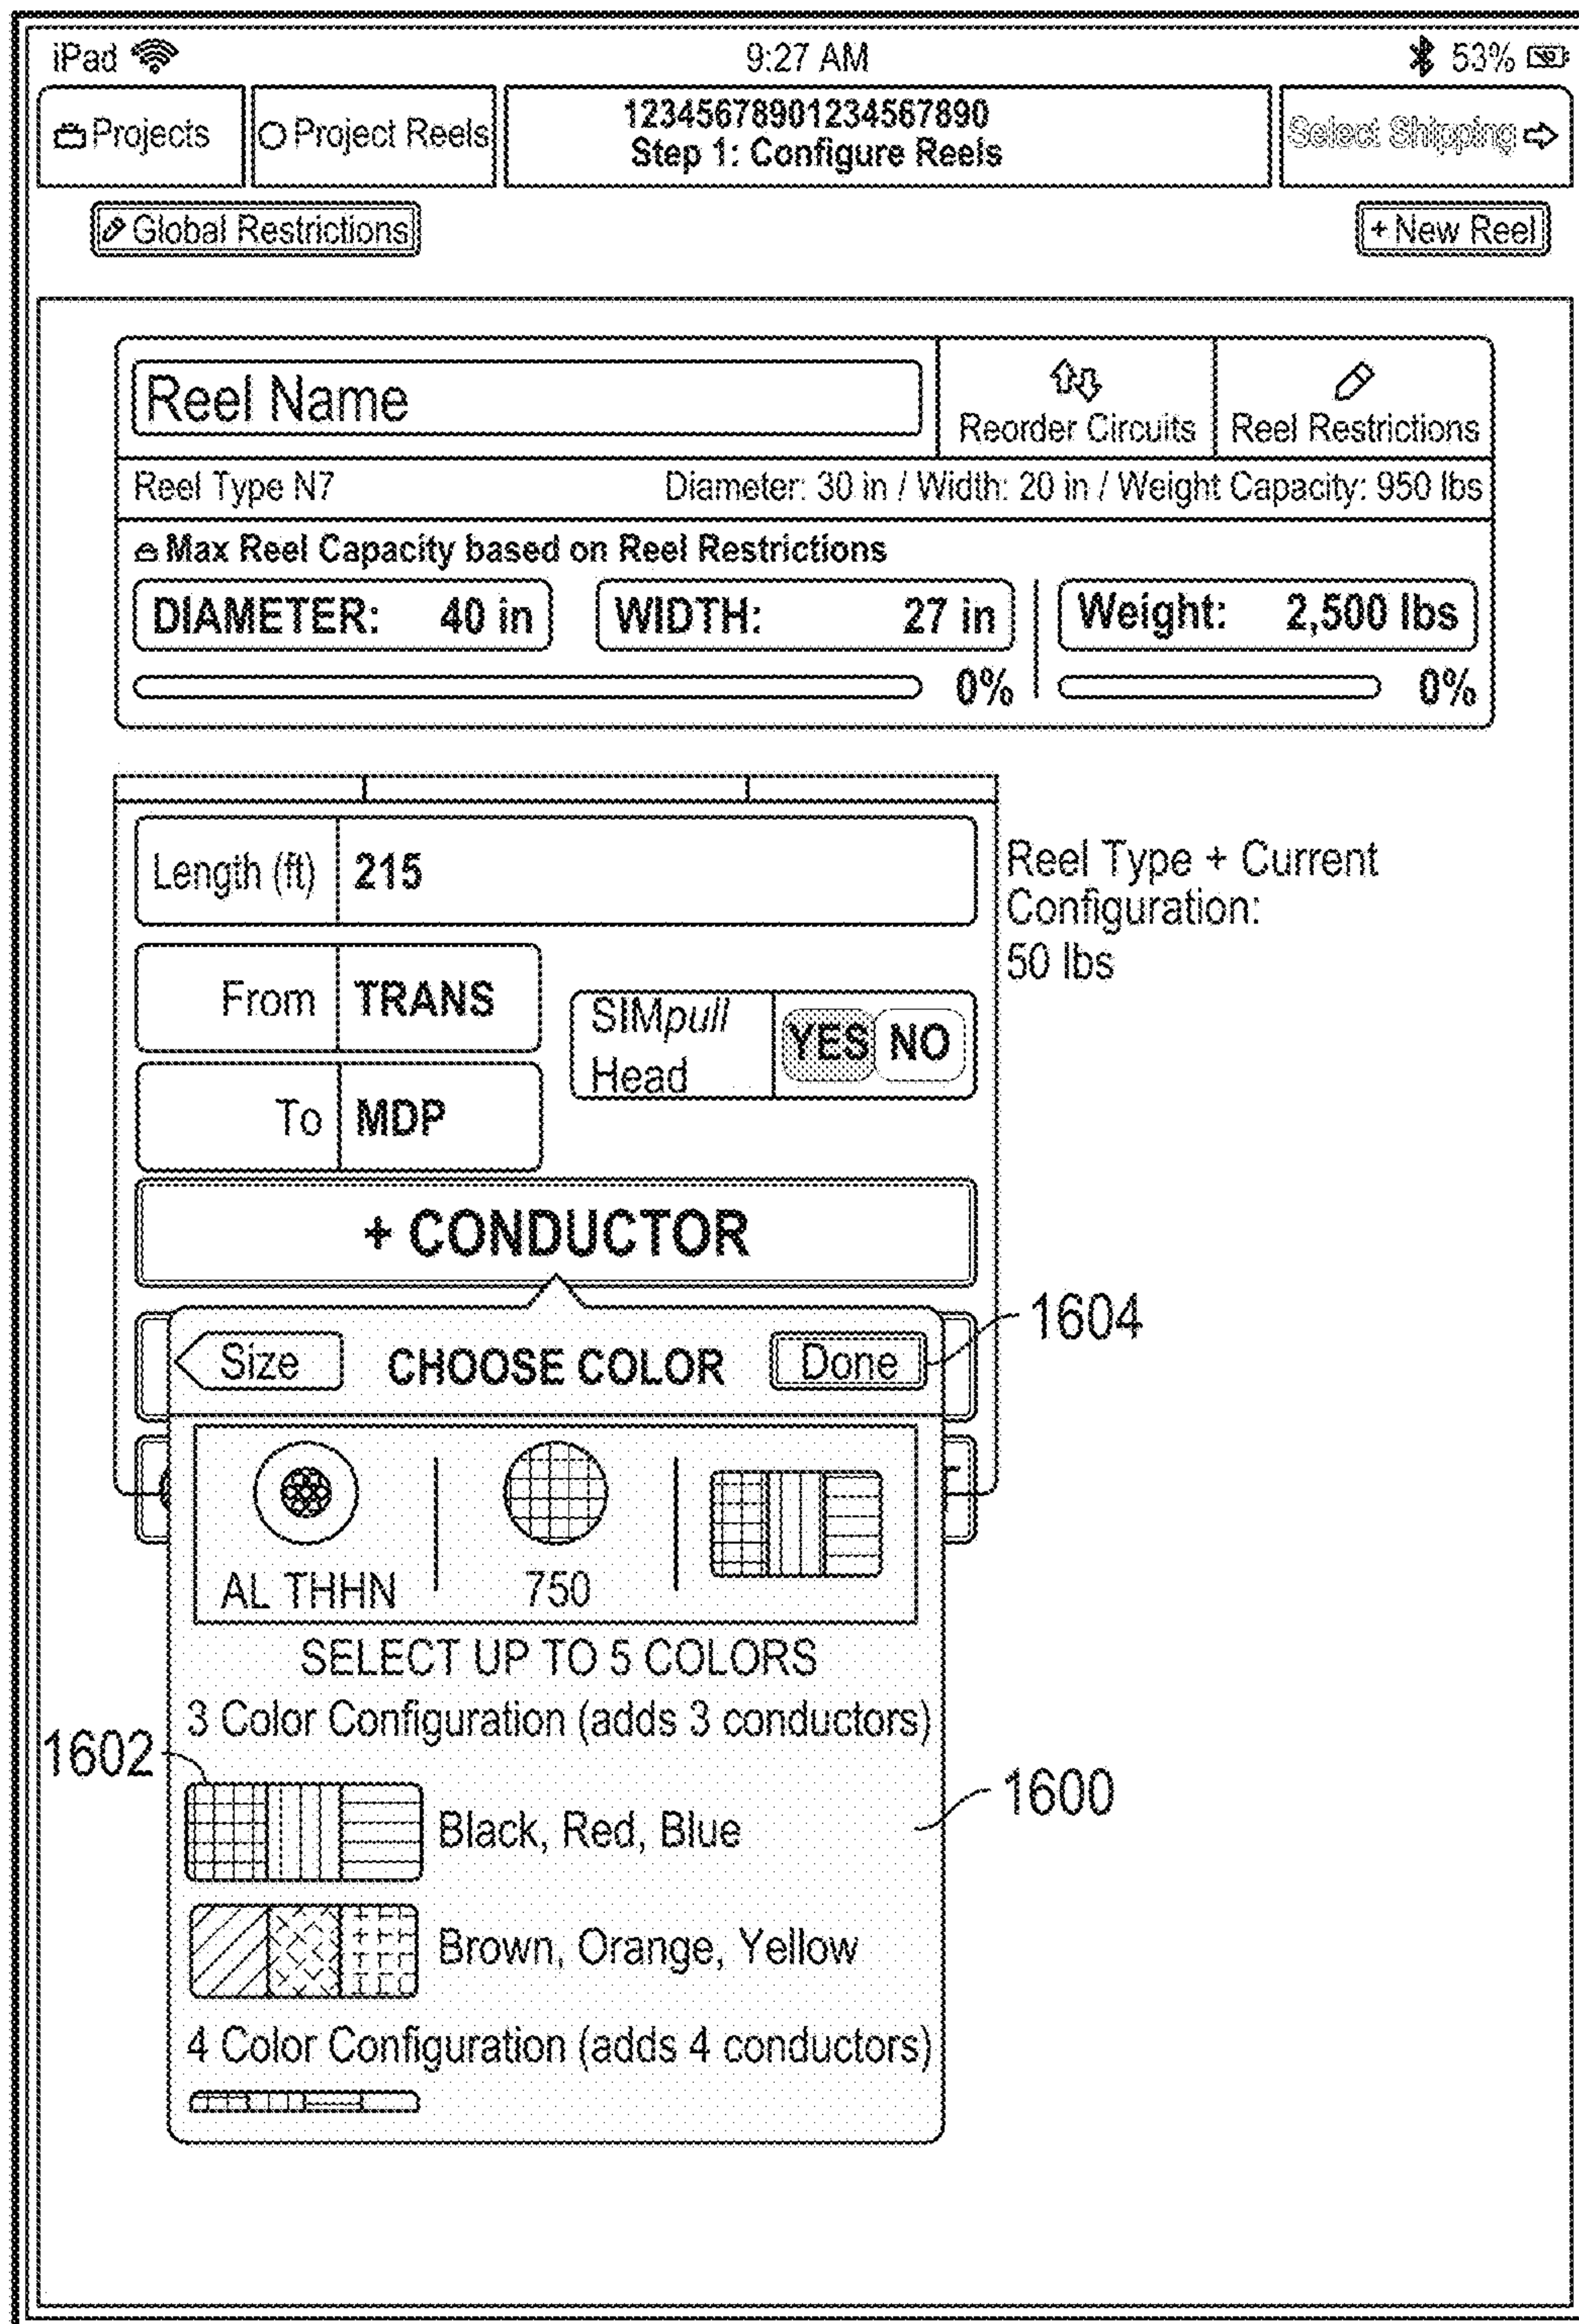 iPad 9:27 AM 53%
Projects Project Reels 12345678901234567890 Select Shipping
Step 1: Configure Reels
Global Restrictions + New Reel
Reel Name
Reorder Circuits Reel Restrictions
Reel Type N7 Diameter: 30 in / Width: 20 in / Weight Capacity: 950 lbs
Max Reel Capacity based on Reel Restrictions
DIAMETER: 40 in WIDTH: 27 in Weight: 2,500 lbs
0% 0%
Length (ft) 215
Reel Type + Current
Configuration:
50 lbs
From TRANS
SIMpull
Head
YES NO
To MDP
+ CONDUCTOR
1604
Size CHOOSE COLOR Done
AL THHN 750
SELECT UP TO 5 COLORS
3 Color Configuration (adds 3 conductors)
1602
1600
Black, Red, Blue
Brown, Orange, Yellow
4 Color Configuration (adds 4 conductors)